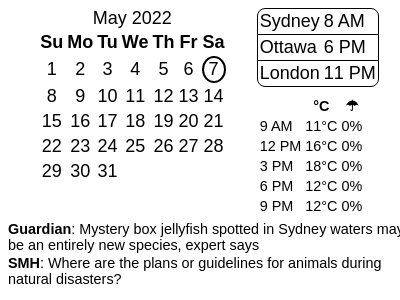 May 2022
Su Mo Tu We Th Fr Sa
1 2 3 4 5 6 7
8 9 10 11 12 13 14
15 16 17 18 19 20 21
22 23 24 25 26 27 28
29 30 31
Sydney 8 AM
Ottawa 6 PM
London 11 PM
°C ☂
9 AM 11°C 0%
12 PM 16°C 0%
3 PM 18°C 0%
6 PM 12°C 0%
9 PM 12°C 0%
Guardian: Mystery box jellyfish spotted in Sydney waters may
be an entirely new species, expert says
SMH: Where are the plans or guidelines for animals during
natural disasters?